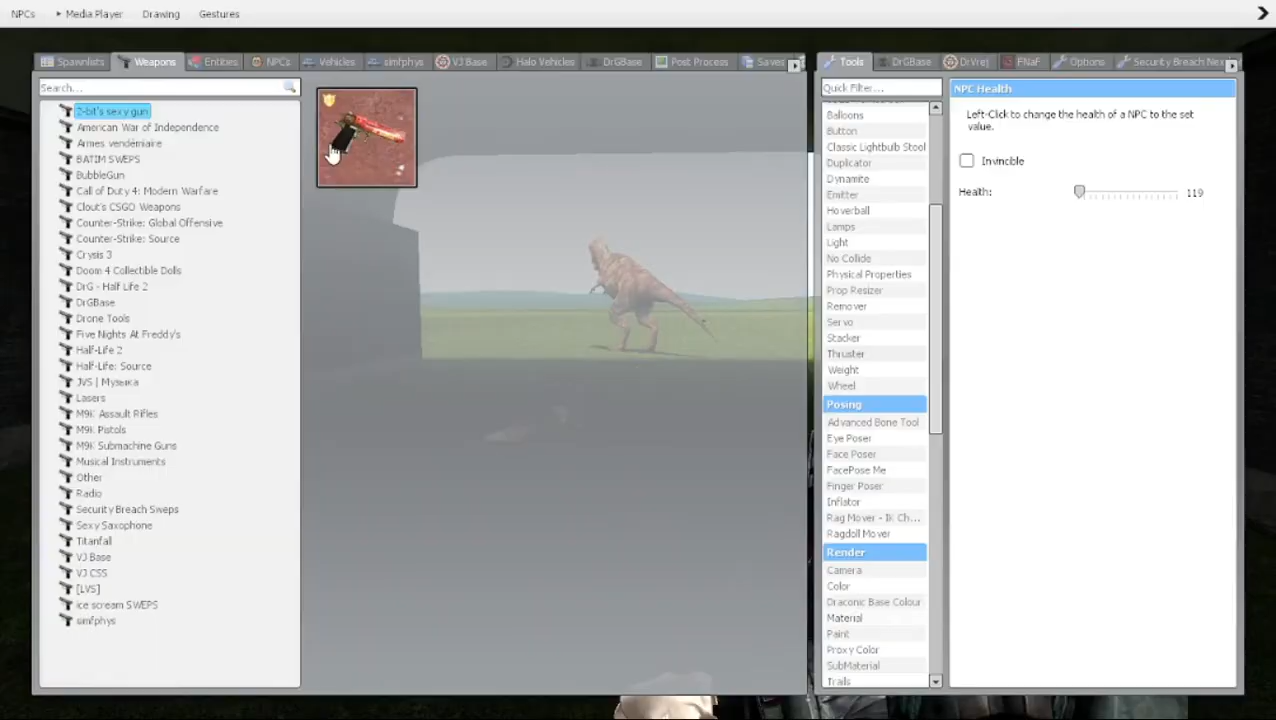 NPCs
Media Player
Drawing
Gestures
Spawnlists
Weapons
Entities
NPCs
Vehicles
simfphys
VJ Base
Halo Vehicles
DrGBase
Post Process
Saves
Tools
DrGBase
DrVrej
FNaF
Options
Security Breach Nex
Search...
2-bit's sexy gun
American War of Independence
Armes vendémiaire
BATIM SWEPS
BubbleGun
Call of Duty 4: Modern Warfare
Clout's CSGO Weapons
Counter-Strike: Global Offensive
Counter-Strike: Source
Crysis 3
Doom 4 Collectible Dolls
DrG - Half Life 2
DrGBase
Drone Tools
Five Nights At Freddy's
Half-Life 2
Half-Life: Source
JVS | Музыка
Lasers
M9K Assault Rifles
M9K Pistols
M9K Submachine Guns
Musical Instruments
Other
Radio
Security Breach Sweps
Sexy Saxophone
Titanfall
VJ Base
VJ CSS
[LVS]
ice scream SWEPS
simfphys
Quick Filter...
Balloons
Button
Classic Lightbulb Stool
Duplicator
Dynamite
Emitter
Hoverball
Lamps
Light
No Collide
Physical Properties
Prop Resizer
Remover
Servo
Stacker
Thruster
Weight
Wheel
Posing
Advanced Bone Tool
Eye Poser
Face Poser
FacePose Me
Finger Poser
Inflator
Rag Mover - IK Ch...
Ragdoll Mover
Render
Camera
Color
Draconic Base Colour
Material
Paint
Proxy Color
SubMaterial
Trails
NPC Health
Left-Click to change the health of a NPC to the set
value.
Invincible
Health: 119